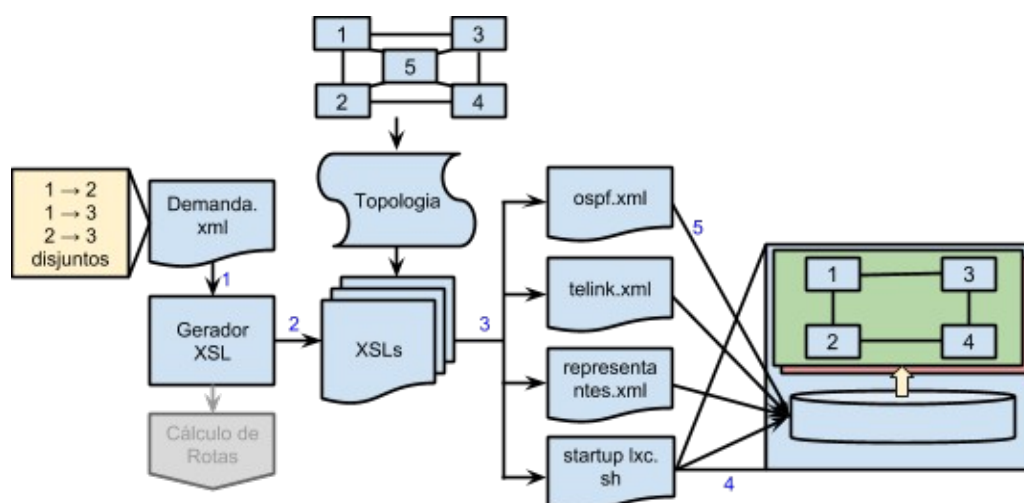 1
3
5
2
4
1 → 2
1 → 3
2 → 3
disjuntos
Demanda.
xml
Topologia
1
Gerador
XSL
2
XSLs
3
Cálculo de
Rotas
ospf.xml
telink.xml
representa
ntes.xml
startup lxc.
sh
5
4
1
3
2
4